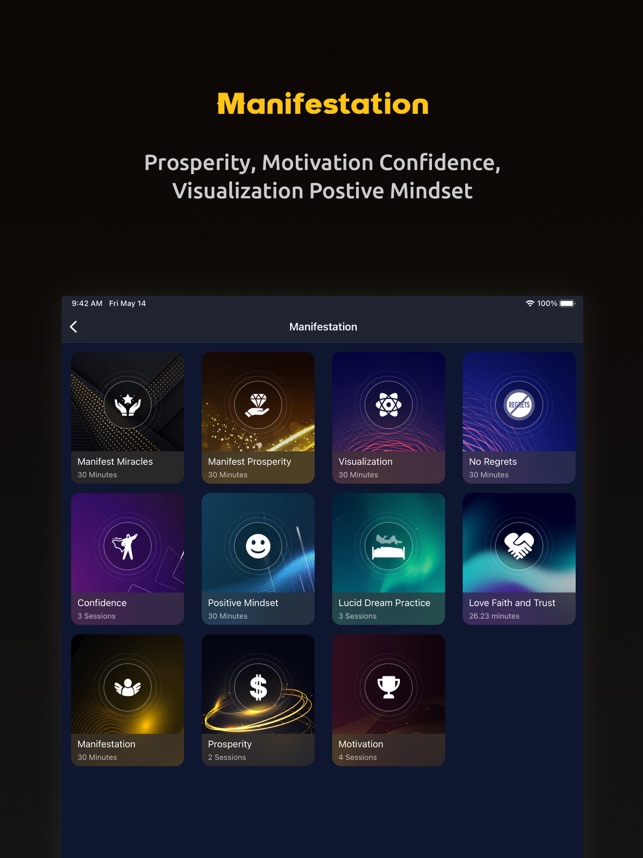 Manifestation
Prosperity, Motivation Confidence,
Visualization Postive Mindset
9:42 AM Fri May 14
100%
Manifestation
REGRETS
Manifest Miracles
30 Minutes
Manifest Prosperity
30 Minutes
Visualization
30 Minutes
No Regrets
30 Minutes
Confidence
3 Sessions
Positive Mindset
30 Minutes
Lucid Dream Practice
3 Sessions
Love Faith and Trust
26.23 minutes
$
Manifestation
30 Minutes
Prosperity
2 Sessions
Motivation
4 Sessions